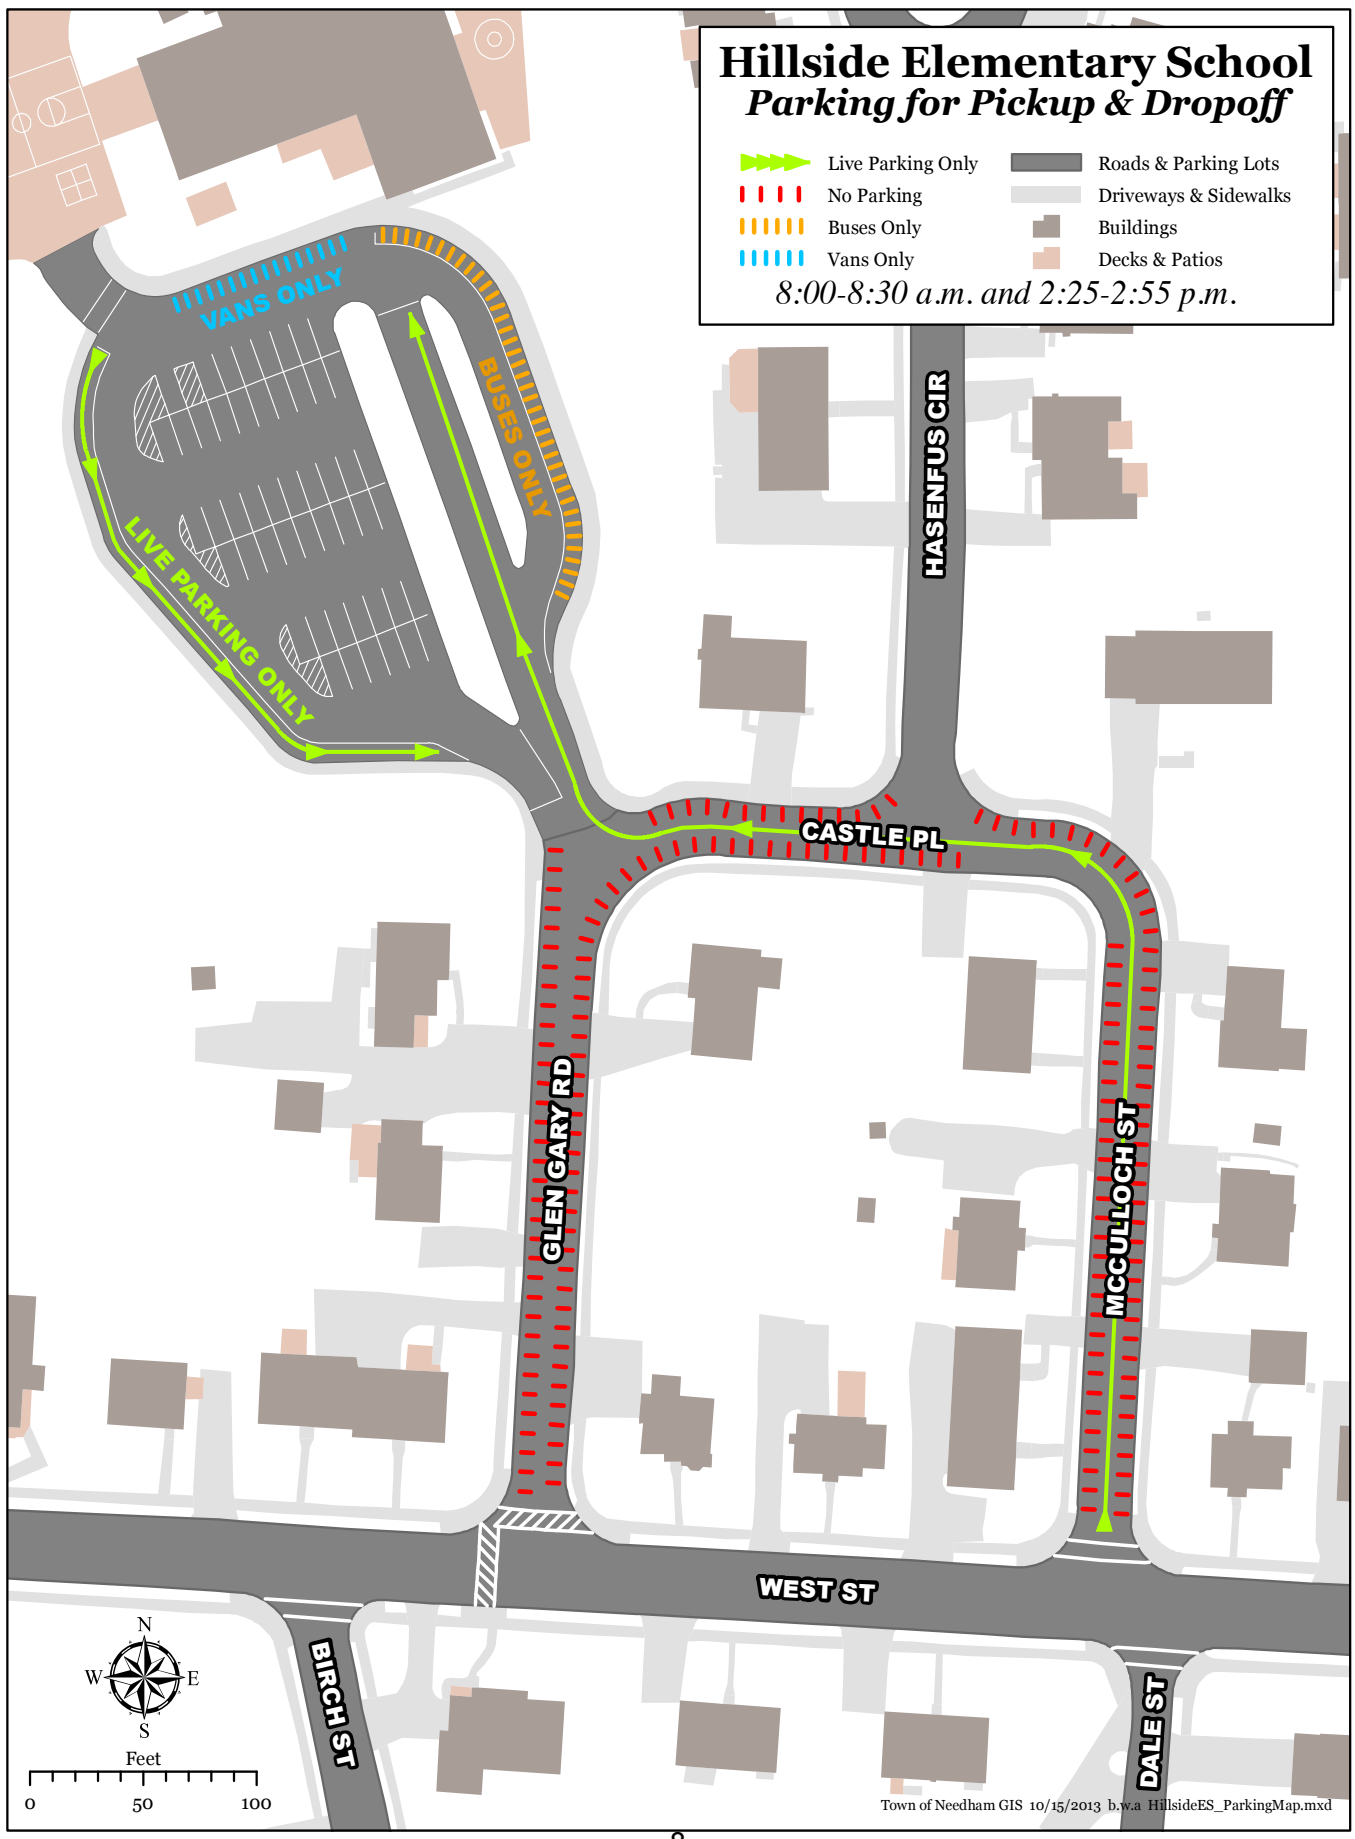 Hillside Elementary School
Parking for Pickup & Dropoff
Live Parking Only
No Parking
Buses Only
Vans Only
Roads & Parking Lots
Driveways & Sidewalks
Buildings
Decks & Patios
8:00-8:30 a.m. and 2:25-2:55 p.m.
VANS ONLY
BUSES ONLY
LIVE PARKING ONLY
HASENFUS CIR
CASTLE PL
GLEN GARY RD
MCCULLOCH ST
WEST ST
BIRCH ST
DALE ST
N
W E
S
Feet
0 50 100
Town of Needham GIS 10/15/2013 b.w.a HillsideES_ParkingMap.mxd